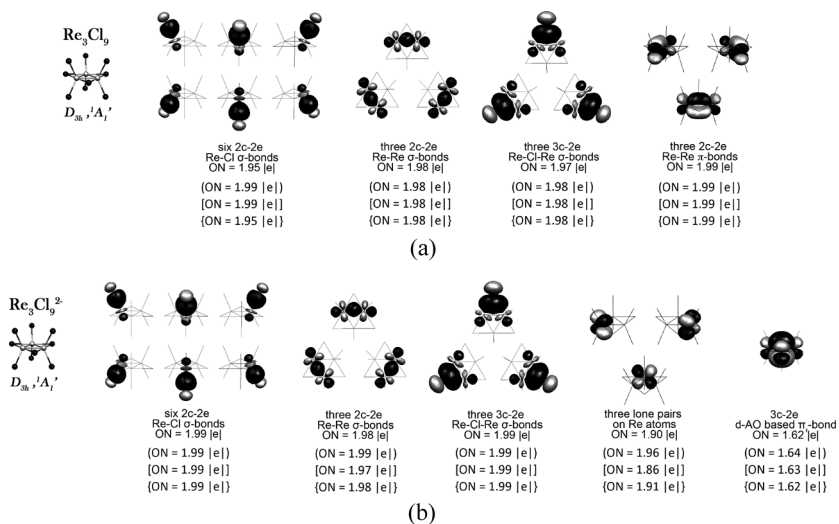 (a)
Re3Cl9
D3h, 1A1'
six 2c-2e
Re-Cl σ-bonds
ON = 1.95 |e|
(ON = 1.99 |e|)
[ON = 1.99 |e|]
{ON = 1.95 |e|}
three 2c-2e
Re-Re σ-bonds
ON = 1.98 |e|
(ON = 1.98 |e|)
[ON = 1.98 |e|]
{ON = 1.98 |e|}
three 3c-2e
Re-Cl-Re σ-bonds
ON = 1.97 |e|
(ON = 1.98 |e|)
[ON = 1.98 |e|]
{ON = 1.98 |e|}
three 2c-2e
Re-Re π-bonds
ON = 1.99 |e|
(ON = 1.99 |e|)
[ON = 1.99 |e|]
{ON = 1.99 |e|}
(a)
(b)
Re3Cl9 2-
D3h, 1A1'
six 2c-2e
Re-Cl σ-bonds
ON = 1.99 |e|
(ON = 1.99 |e|)
[ON = 1.99 |e|]
{ON = 1.99 |e|}
three 2c-2e
Re-Re σ-bonds
ON = 1.98 |e|
(ON = 1.99 |e|)
[ON = 1.97 |e|]
{ON = 1.98 |e|}
three 3c-2e
Re-Cl-Re σ-bonds
ON = 1.99 |e|
(ON = 1.99 |e|)
[ON = 1.99 |e|]
{ON = 1.99 |e|}
three lone pairs
on Re atoms
ON = 1.90 |e|
(ON = 1.96 |e|)
[ON = 1.86 |e|]
{ON = 1.91 |e|}
3c-2e
d-AO based π-bond
ON = 1.62 |e|
(ON = 1.64 |e|)
[ON = 1.63 |e|]
{ON = 1.62 |e|}
(b)